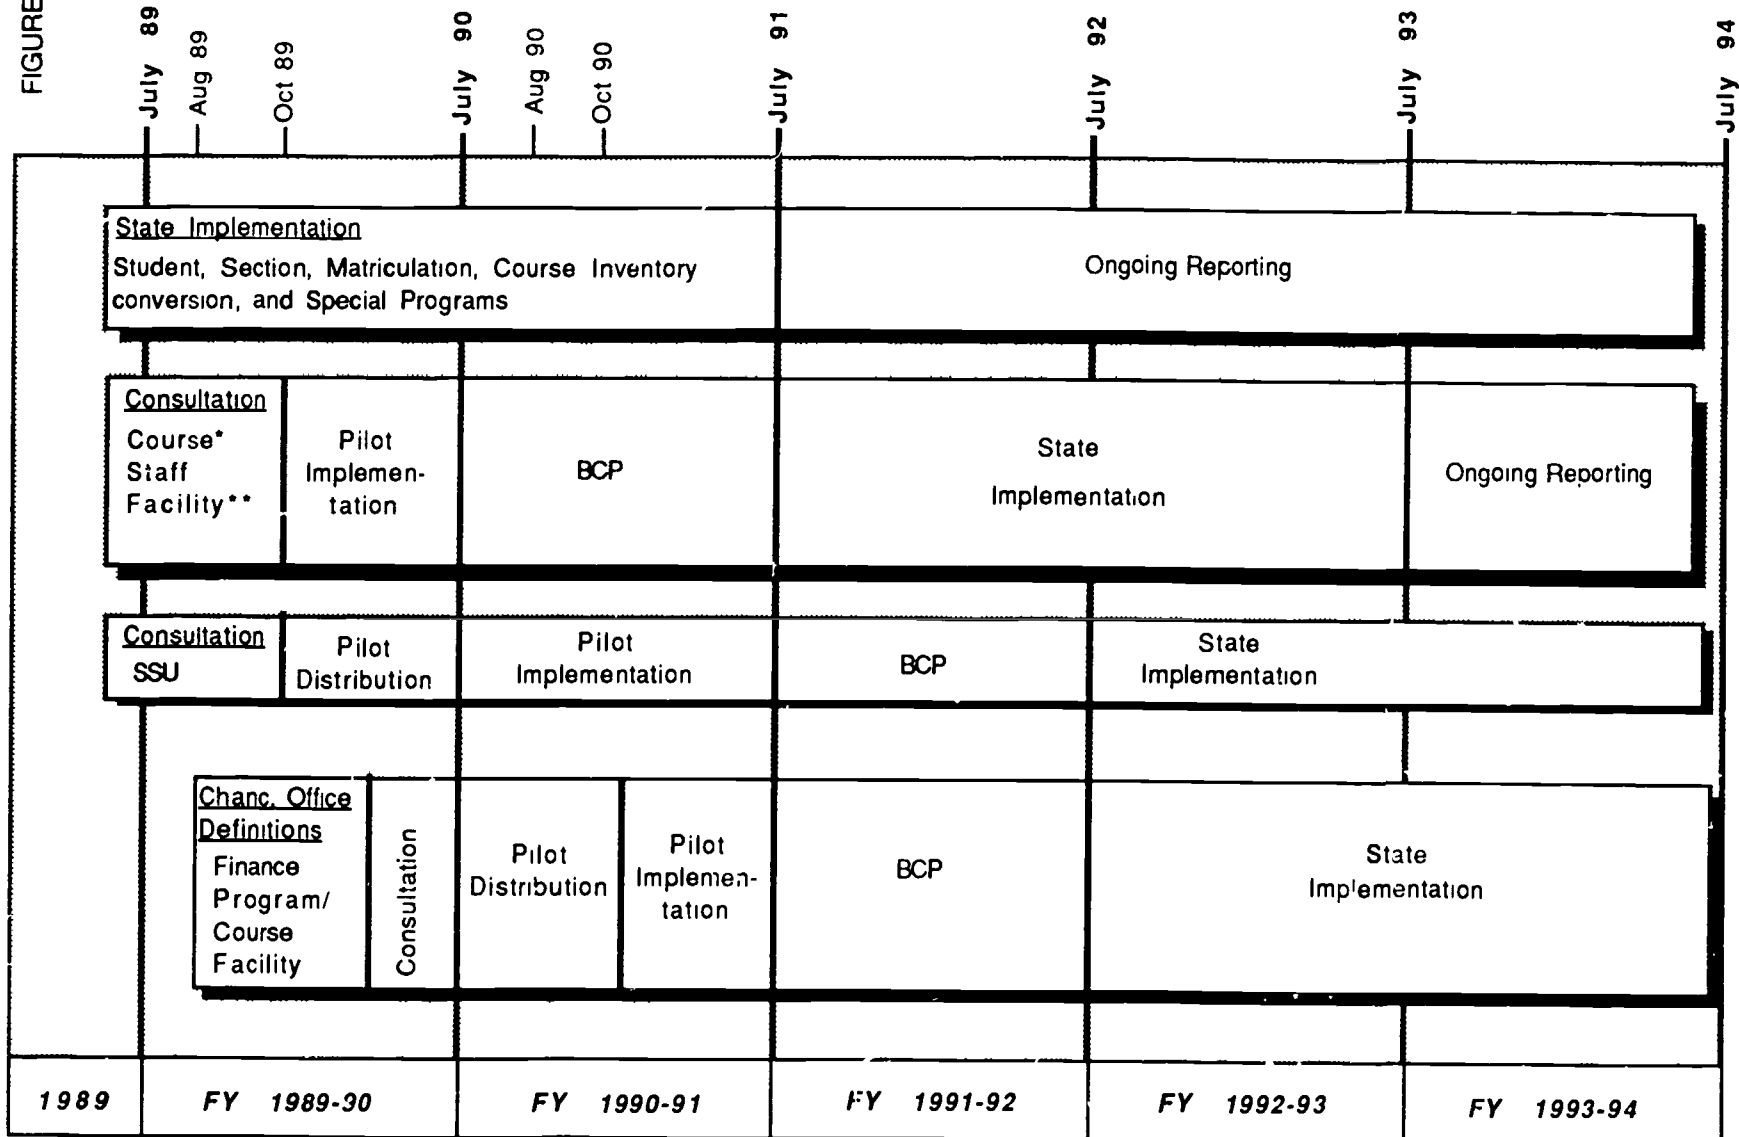 FIGURE
July 89
Aug 89
Oct 89
July 90
Aug 90
Oct 90
July 91
July 92
July 93
July 94
State Implementation
Student, Section, Matriculation, Course Inventory
conversion, and Special Programs
Ongoing Reporting
Consultation
Course*
Staff
Facility**
Pilot
Implemen-
tation
BCP
State
Implementation
Ongoing Reporting
Consultation
SSU
Pilot
Distribution
Pilot
Implementation
BCP
State
Implementation
Chanc. Office
Definitions
Finance
Program/
Course
Facility
Consultation
Pilot
Distribution
Pilot
Implemen-
tation
BCP
State
Implementation
1989
FY 1989-30
FY 1990-91
FY 1991-92
FY 1992-93
FY 1993-94